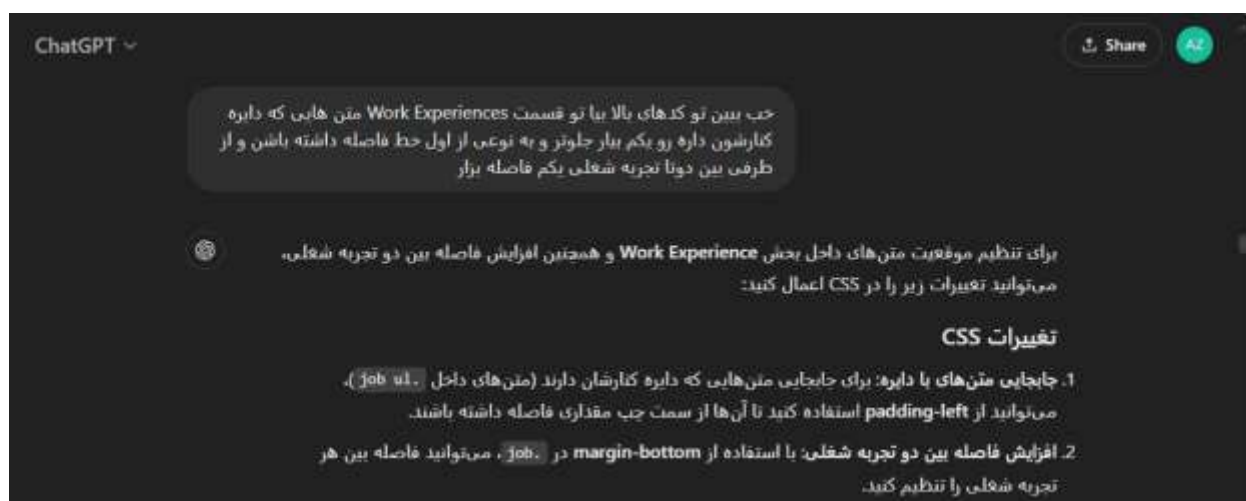 ChatGPT
Share
AZ
خب ببین تو کدهای بالا بیا تو قسمت Work Experiences متن هایی که دایره
کنارشون داره رو یکم بیار جلوتر و به نوعی از اول خط فاصله داشته باشن و از
طرفی بین دوتا تجربه شغلی یکم فاصله بزار
برای تنظیم موقعیت متن‌های داخل بخش Work Experience و همچنین افزایش فاصله بین دو تجربه شغلی،
می‌توانید تغییرات زیر را در CSS اعمال کنید:
تغییرات CSS
1. جابجایی متن‌های با دایره: برای جابجایی متن‌هایی که دایره کنارشان دارند (متن‌های داخل .job ul)،
می‌توانید از padding-left استفاده کنید تا آن‌ها از سمت چپ مقداری فاصله داشته باشند.
2. افزایش فاصله بین دو تجربه شغلی: با استفاده از margin-bottom در .job، می‌توانید فاصله بین هر
تجربه شغلی را تنظیم کنید.